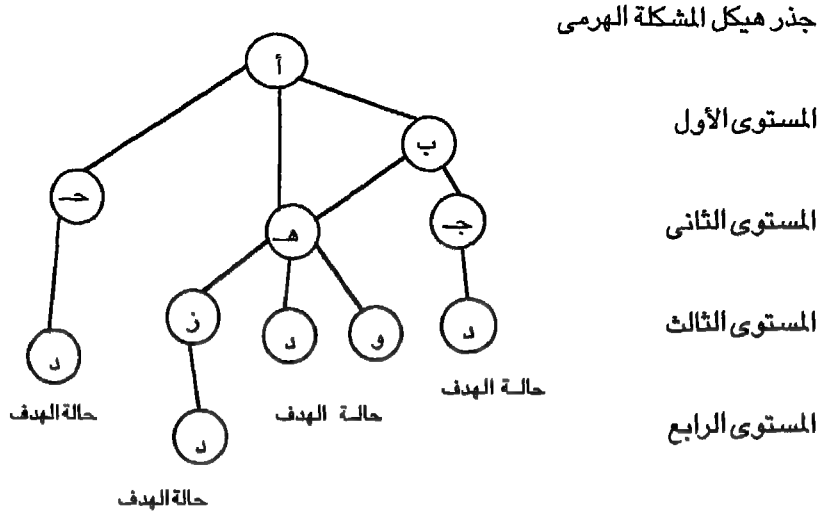 جذر هيكل المشكلة الهرمى
أ
المستوى الأول
ب
حـ
جـ
المستوى الثانى
هـ
ز
د
و
د
المستوى الثالث
د
حالة الهدف
حالة الهدف
حالة الهدف
المستوى الرابع
د
حالة الهدف